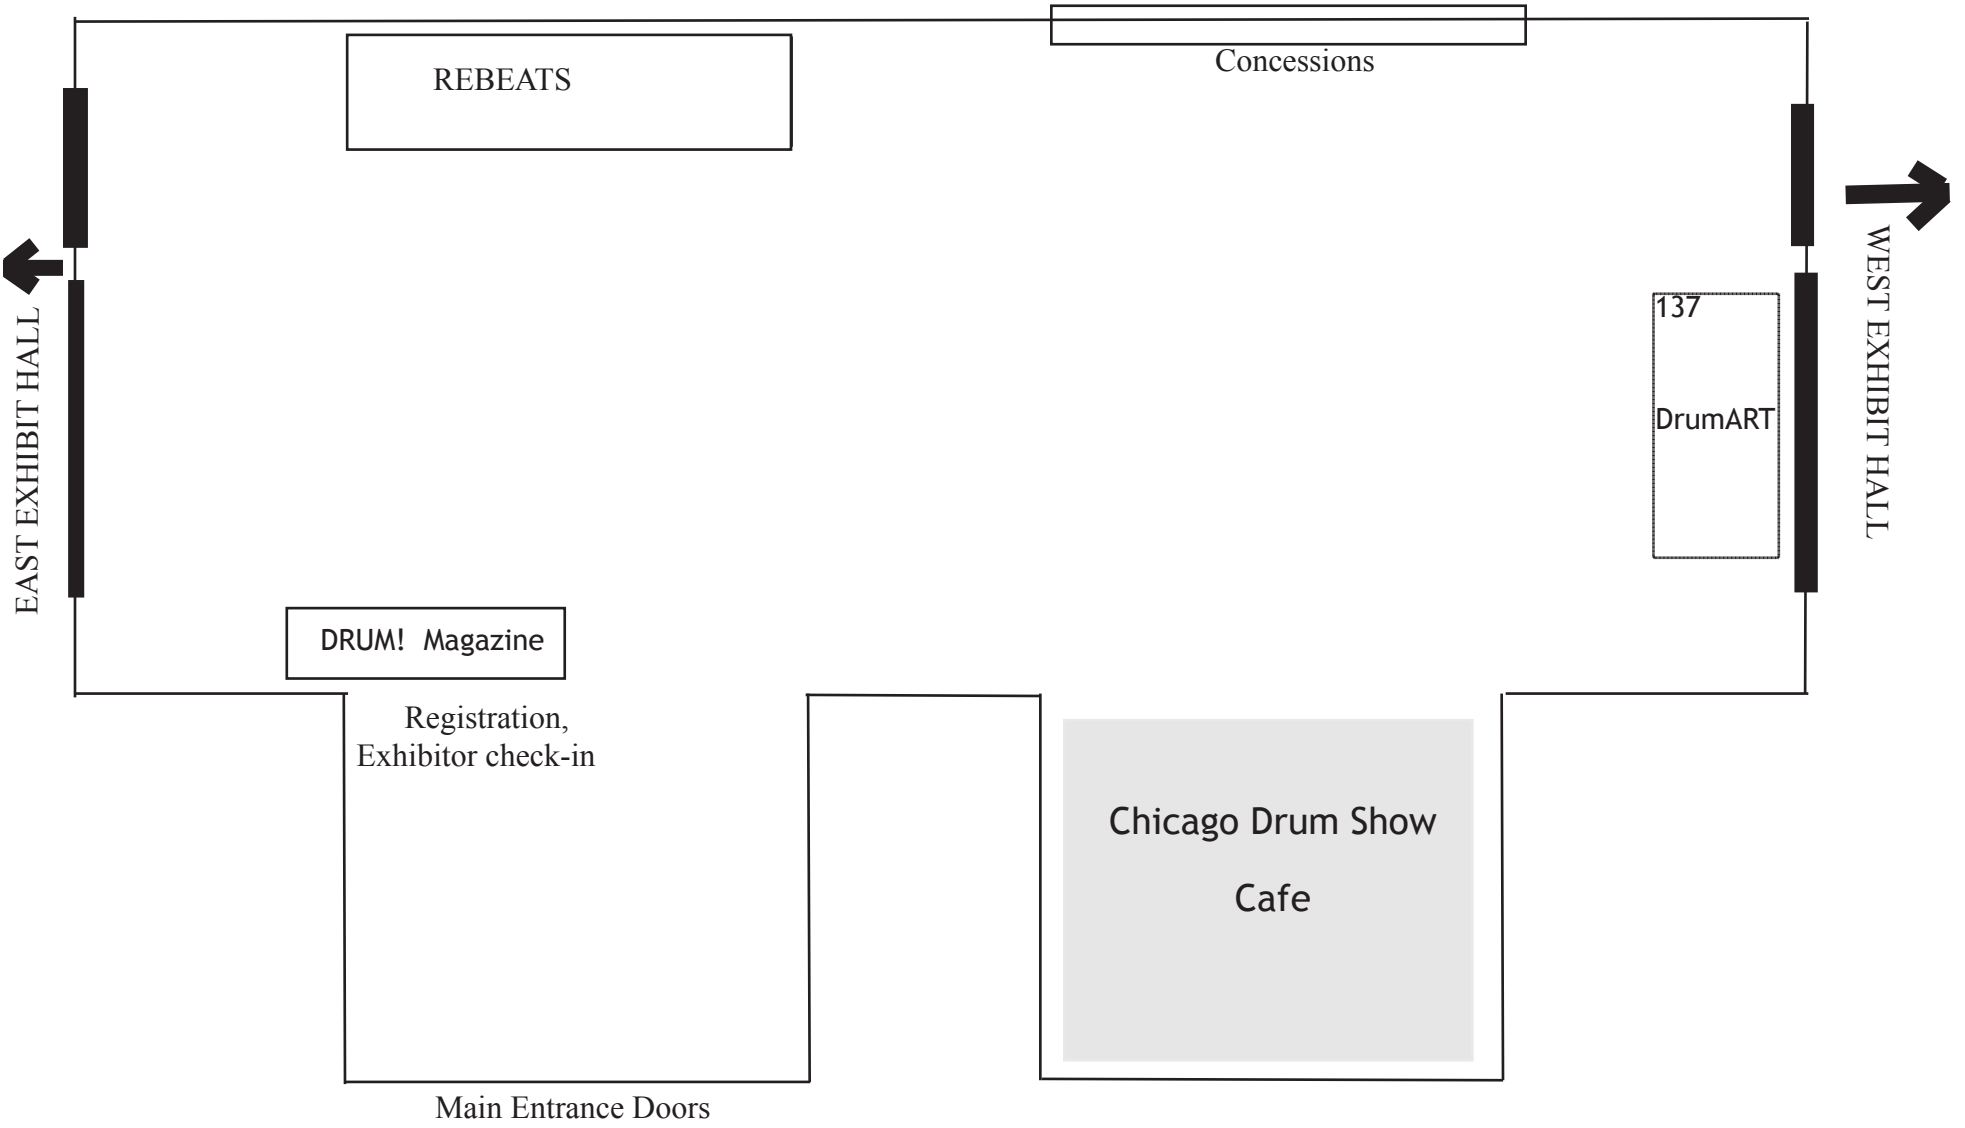 REBEATS
Concessions
EAST EXHIBIT HALL
WEST EXHIBIT HALL
137
DrumART
DRUM!  Magazine
Registration,
Exhibitor check-in
Chicago Drum Show
Cafe
Main Entrance Doors